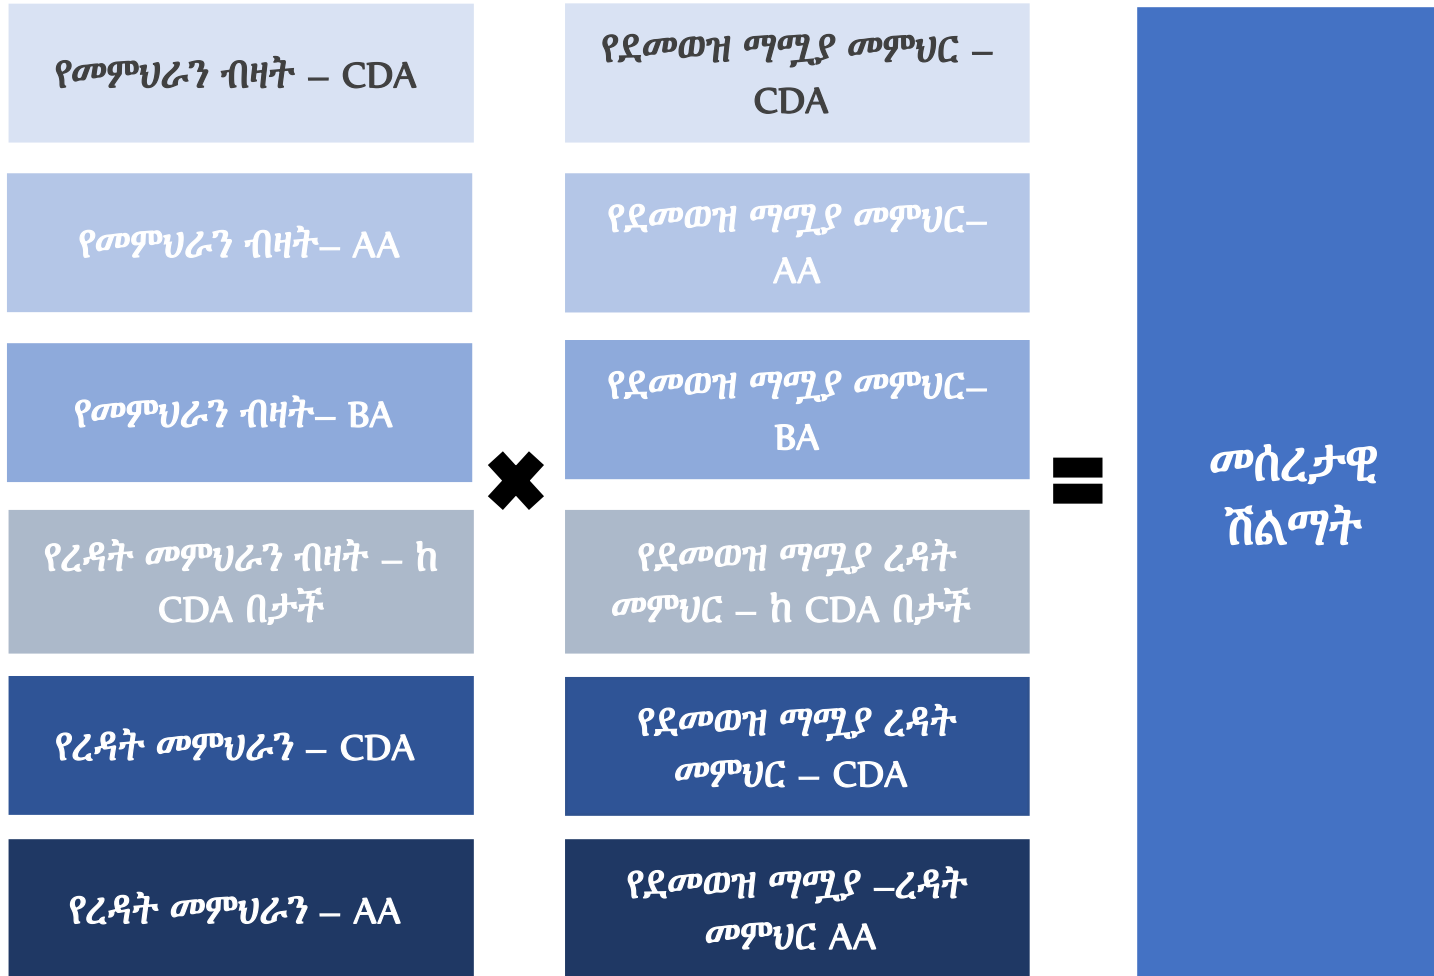 የመምህራን ብዛት – CDA
የደመወዝ ማሟያ መምህር –
CDA
የመምህራን ብዛት– AA
የደመወዝ ማሟያ መምህር–
AA
የመምህራን ብዛት– BA
የደመወዝ ማሟያ መምህር–
BA
የረዳት መምህራን ብዛት – ከ
CDA በታች
የደመወዝ ማሟያ ረዳት
መምህር – ከ CDA በታች
የረዳት መምህራን – CDA
የደመወዝ ማሟያ ረዳት
መምህር – CDA
የረዳት መምህራን – AA
የደመወዝ ማሟያ –ረዳት
መምህር AA
መሰረታዊ
ሽልማት